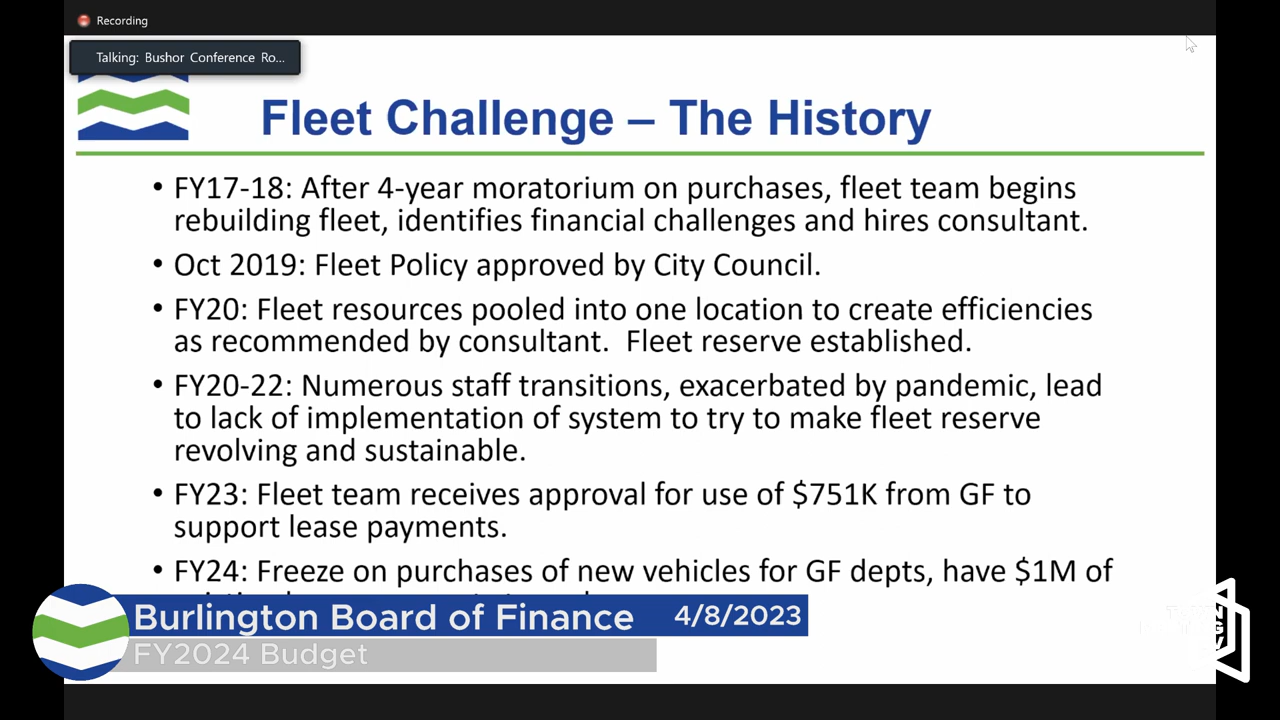 Recording
Talking: Bushor Conference Ro...
Fleet Challenge – The History
• FY17-18: After 4-year moratorium on purchases, fleet team begins
rebuilding fleet, identifies financial challenges and hires consultant.
• Oct 2019: Fleet Policy approved by City Council.
• FY20: Fleet resources pooled into one location to create efficiencies
as recommended by consultant.  Fleet reserve established.
• FY20-22: Numerous staff transitions, exacerbated by pandemic, lead
to lack of implementation of system to try to make fleet reserve
revolving and sustainable.
• FY23: Fleet team receives approval for use of $751K from GF to
support lease payments.
• FY24: Freeze on purchases of new vehicles for GF depts, have $1M of
Burlington Board of Finance 4/8/2023
FY2024 Budget